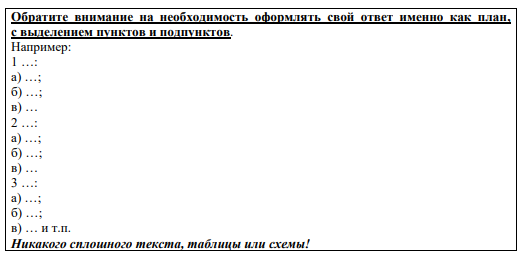 Обратите внимание на необходимость оформлять свой ответ именно как план,
с выделением пунктов и подпунктов.
Например:
1 …:
а) …;
б) …;
в) …
2 …:
а) …;
б) …;
в) …
3 …:
а) …;
б) …;
в) … и т.п.
Никакого сплошного текста, таблицы или схемы!